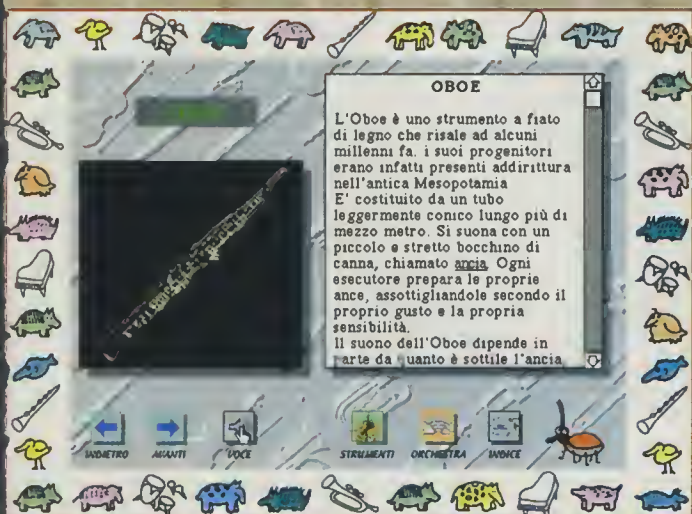 OBOE
L'Oboe è uno strumento a fiato
di legno che risale ad alcuni
millenni fa. i suoi progenitori
erano infatti presenti addirittura
nell'antica Mesopotamia
E' costituito da un tubo
leggermente conico lungo più di
mezzo metro. Si suona con un
piccolo e stretto bocchino di
canna, chiamato ancia. Ogni
esecutore prepara le proprie
ance, assottigliandole secondo il
proprio gusto e la propria
sensibilità.
Il suono dell'Oboe dipende in
parte da quanto è sottile l'ancia
INDIETRO AVANTI VOCE STRUMENTI ORCHESTRA INDICE